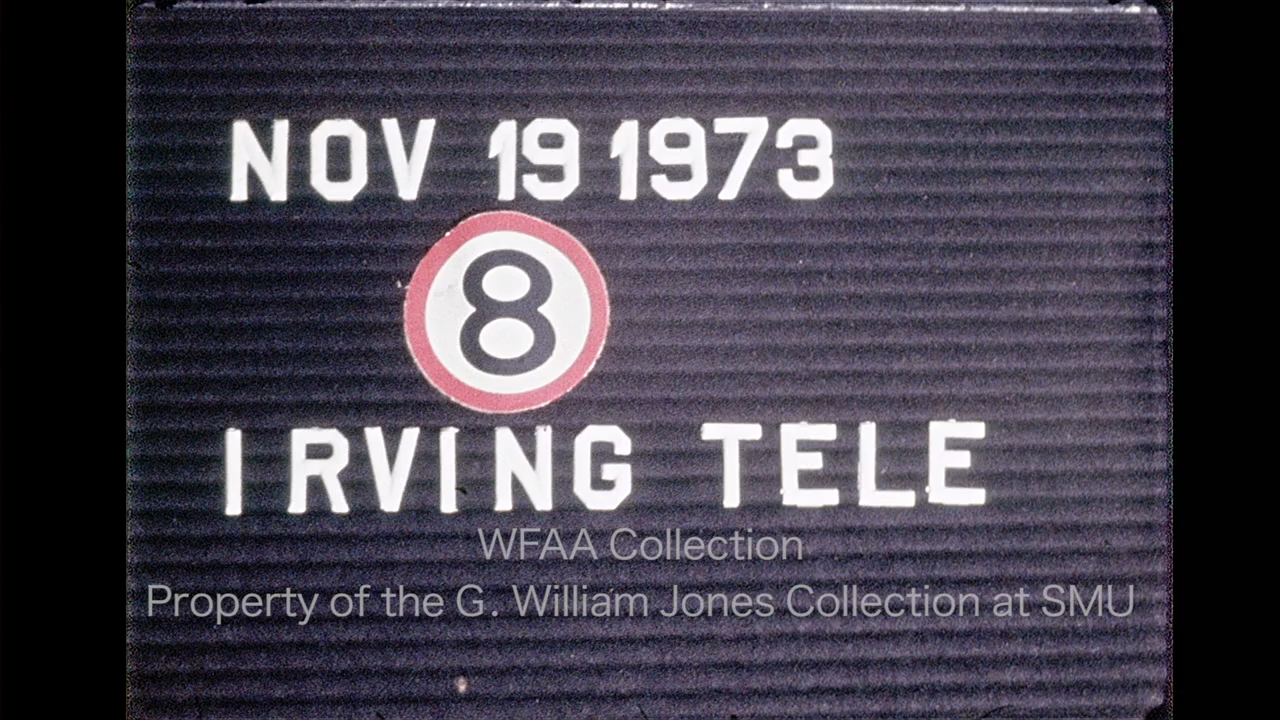 NOV 19 1973
8
IRVING TELE
WFAA Collection
Property of the G. William Jones Collection at SMU